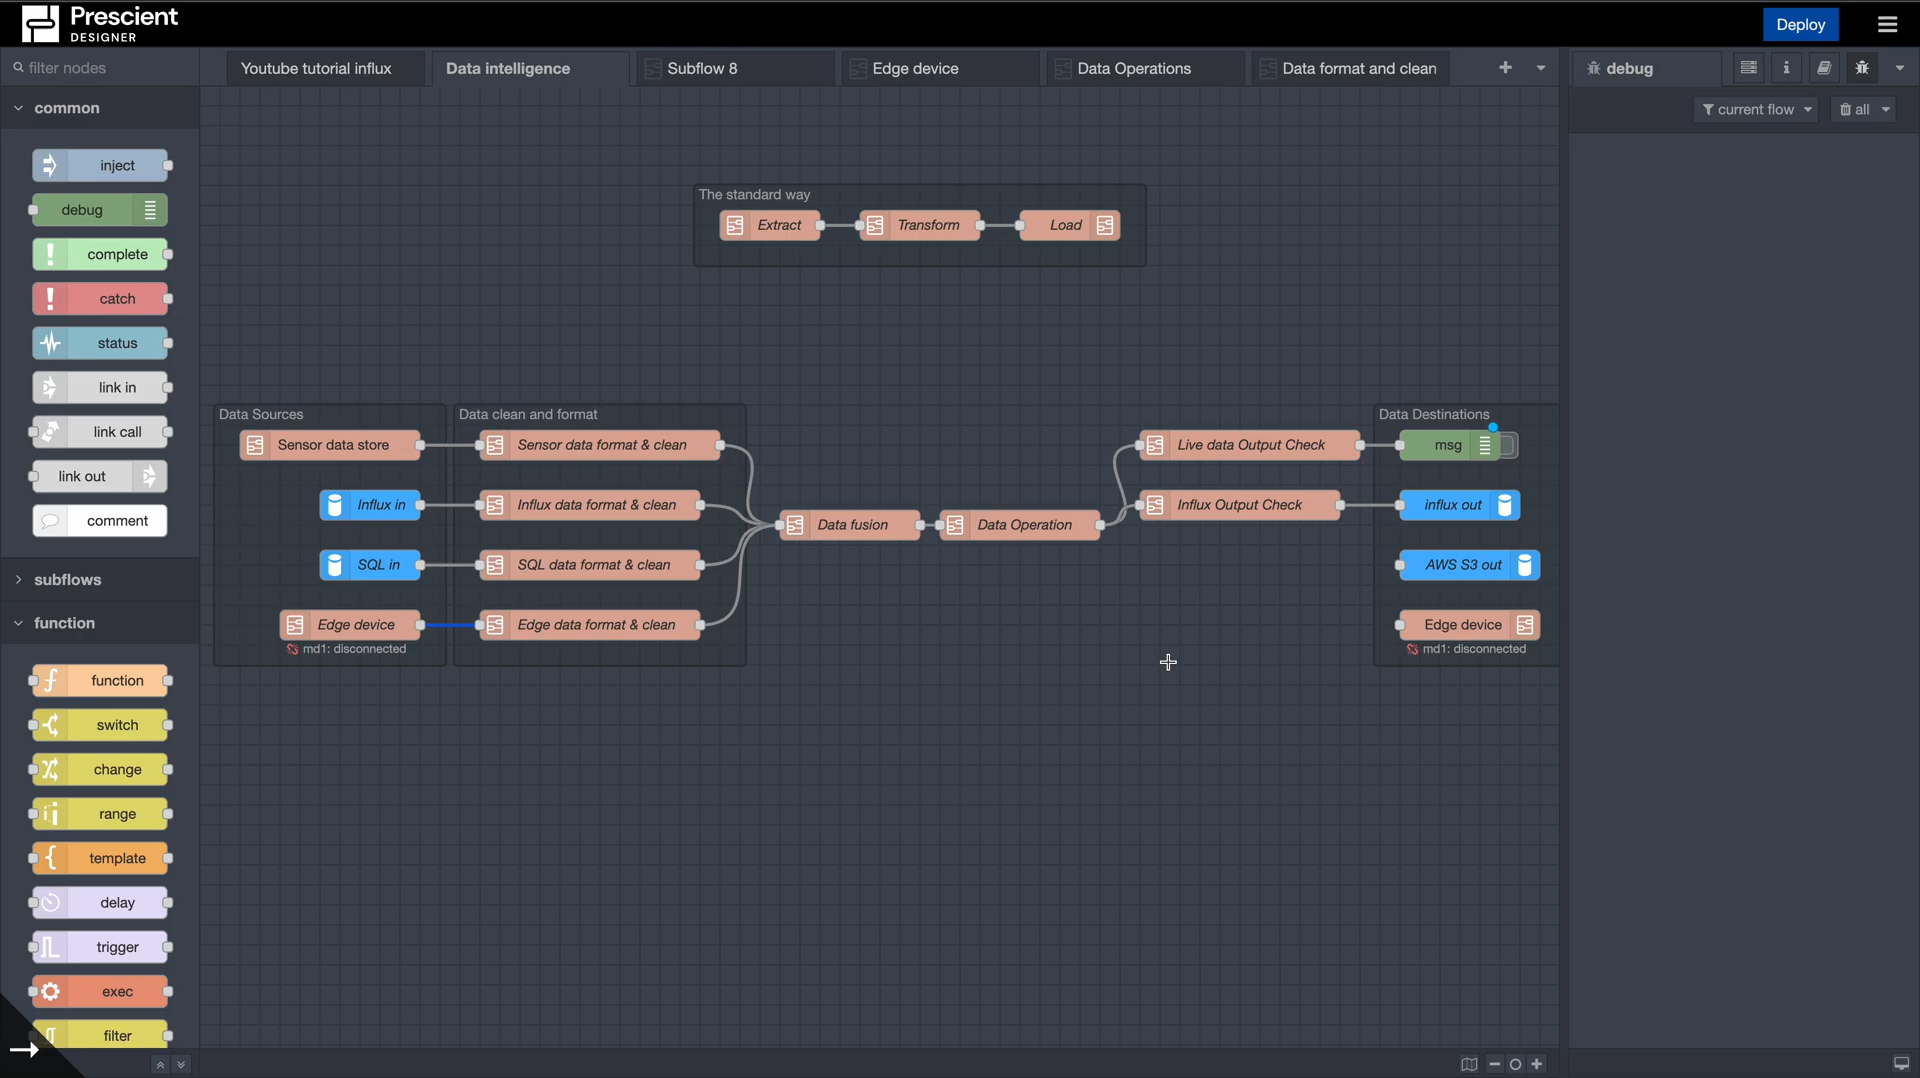 Prescient
DESIGNER
Deploy
filter nodes
Youtube tutorial influx
Data intelligence
Subflow 8
Edge device
Data Operations
Data format and clean
debug
current flow
all
common
inject
debug
complete
catch
status
link in
link call
link out
comment
subflows
function
function
switch
change
range
template
delay
trigger
exec
filter
The standard way
Extract
Transform
Load
Data Sources
Sensor data store
Influx in
SQL in
Edge device
md1: disconnected
Data clean and format
Sensor data format & clean
Influx data format & clean
SQL data format & clean
Edge data format & clean
Data fusion
Data Operation
Live data Output Check
Influx Output Check
Data Destinations
msg
influx out
AWS S3 out
Edge device
md1: disconnected